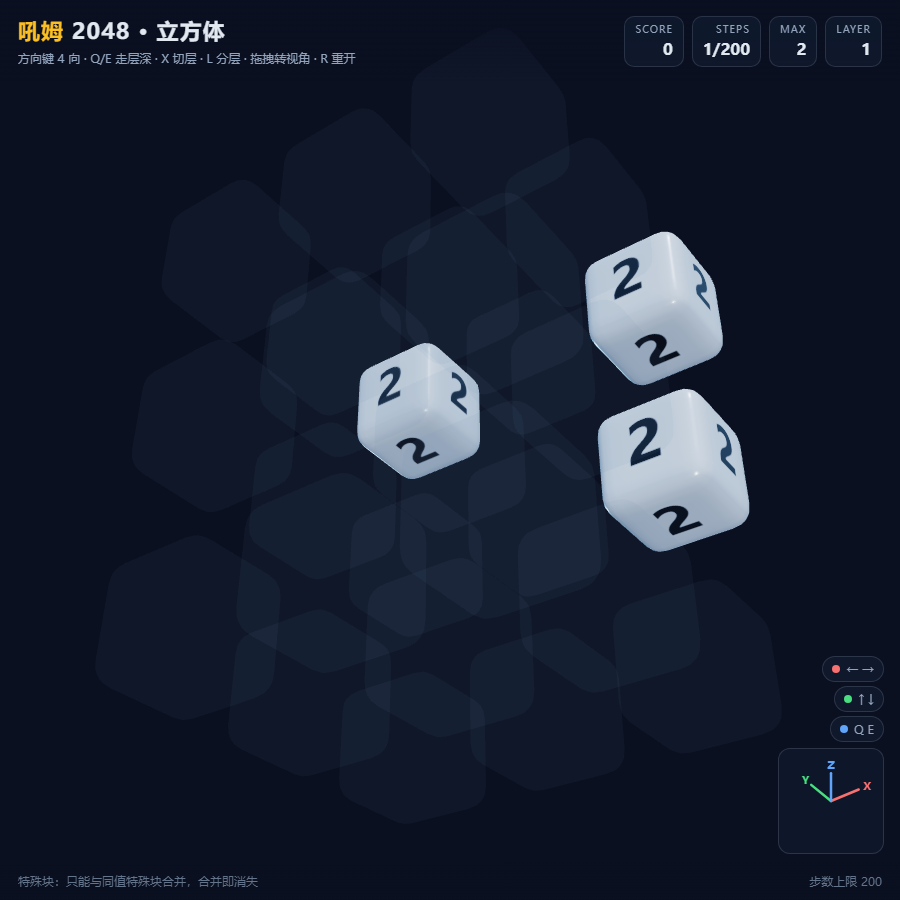 吼姆 2048 • 立方体
方向键 4 向 · Q/E 走层深 · X 切层 · L 分层 · 拖拽转视角 · R 重开
SCORE
0
STEPS
1/200
MAX
2
LAYER
1
2
2
2
2
2
2
2
2
2
← →
↑ ↓
Q E
Z
Y
X
特殊块：只能与同值特殊块合并，合并即消失
步数上限 200